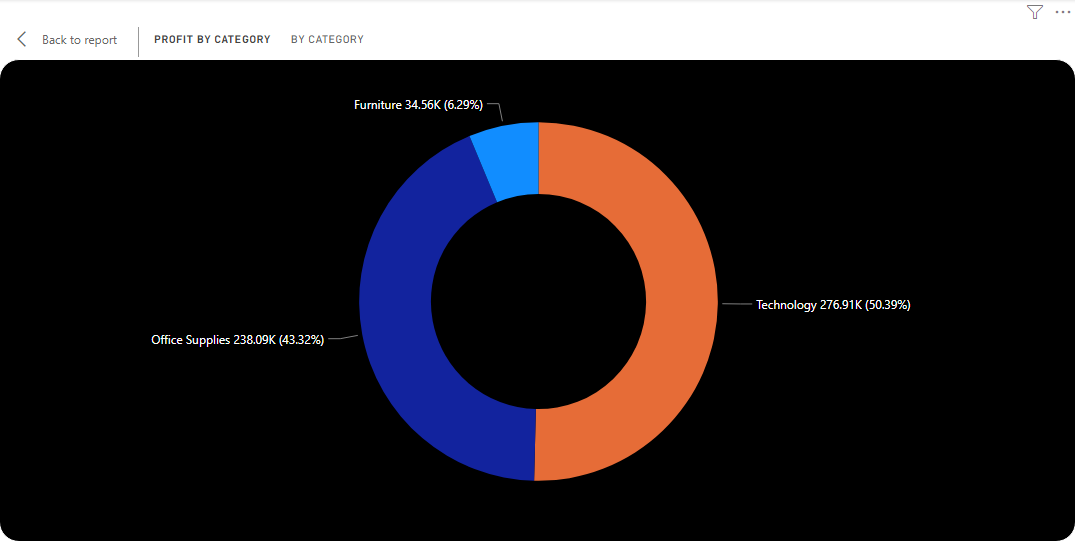 Back to report
PROFIT BY CATEGORY
BY CATEGORY
Furniture 34.56K (6.29%)
Technology 276.91K (50.39%)
Office Supplies 238.09K (43.32%)